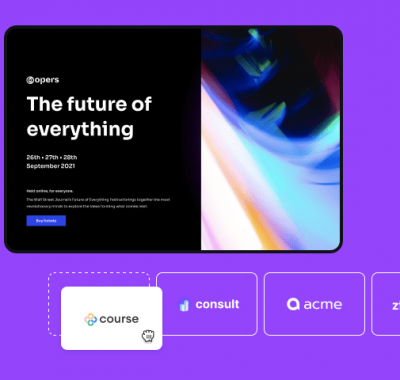 opers
The future of
everything
26th • 27th • 28th
September 2021
Held online, for everyone.
The Wall Street Journal's Future of Everything Festival brings together the most
revolutionary minds to explore the ideas to bring what comes next.
Buy tickets
course
consult
acme